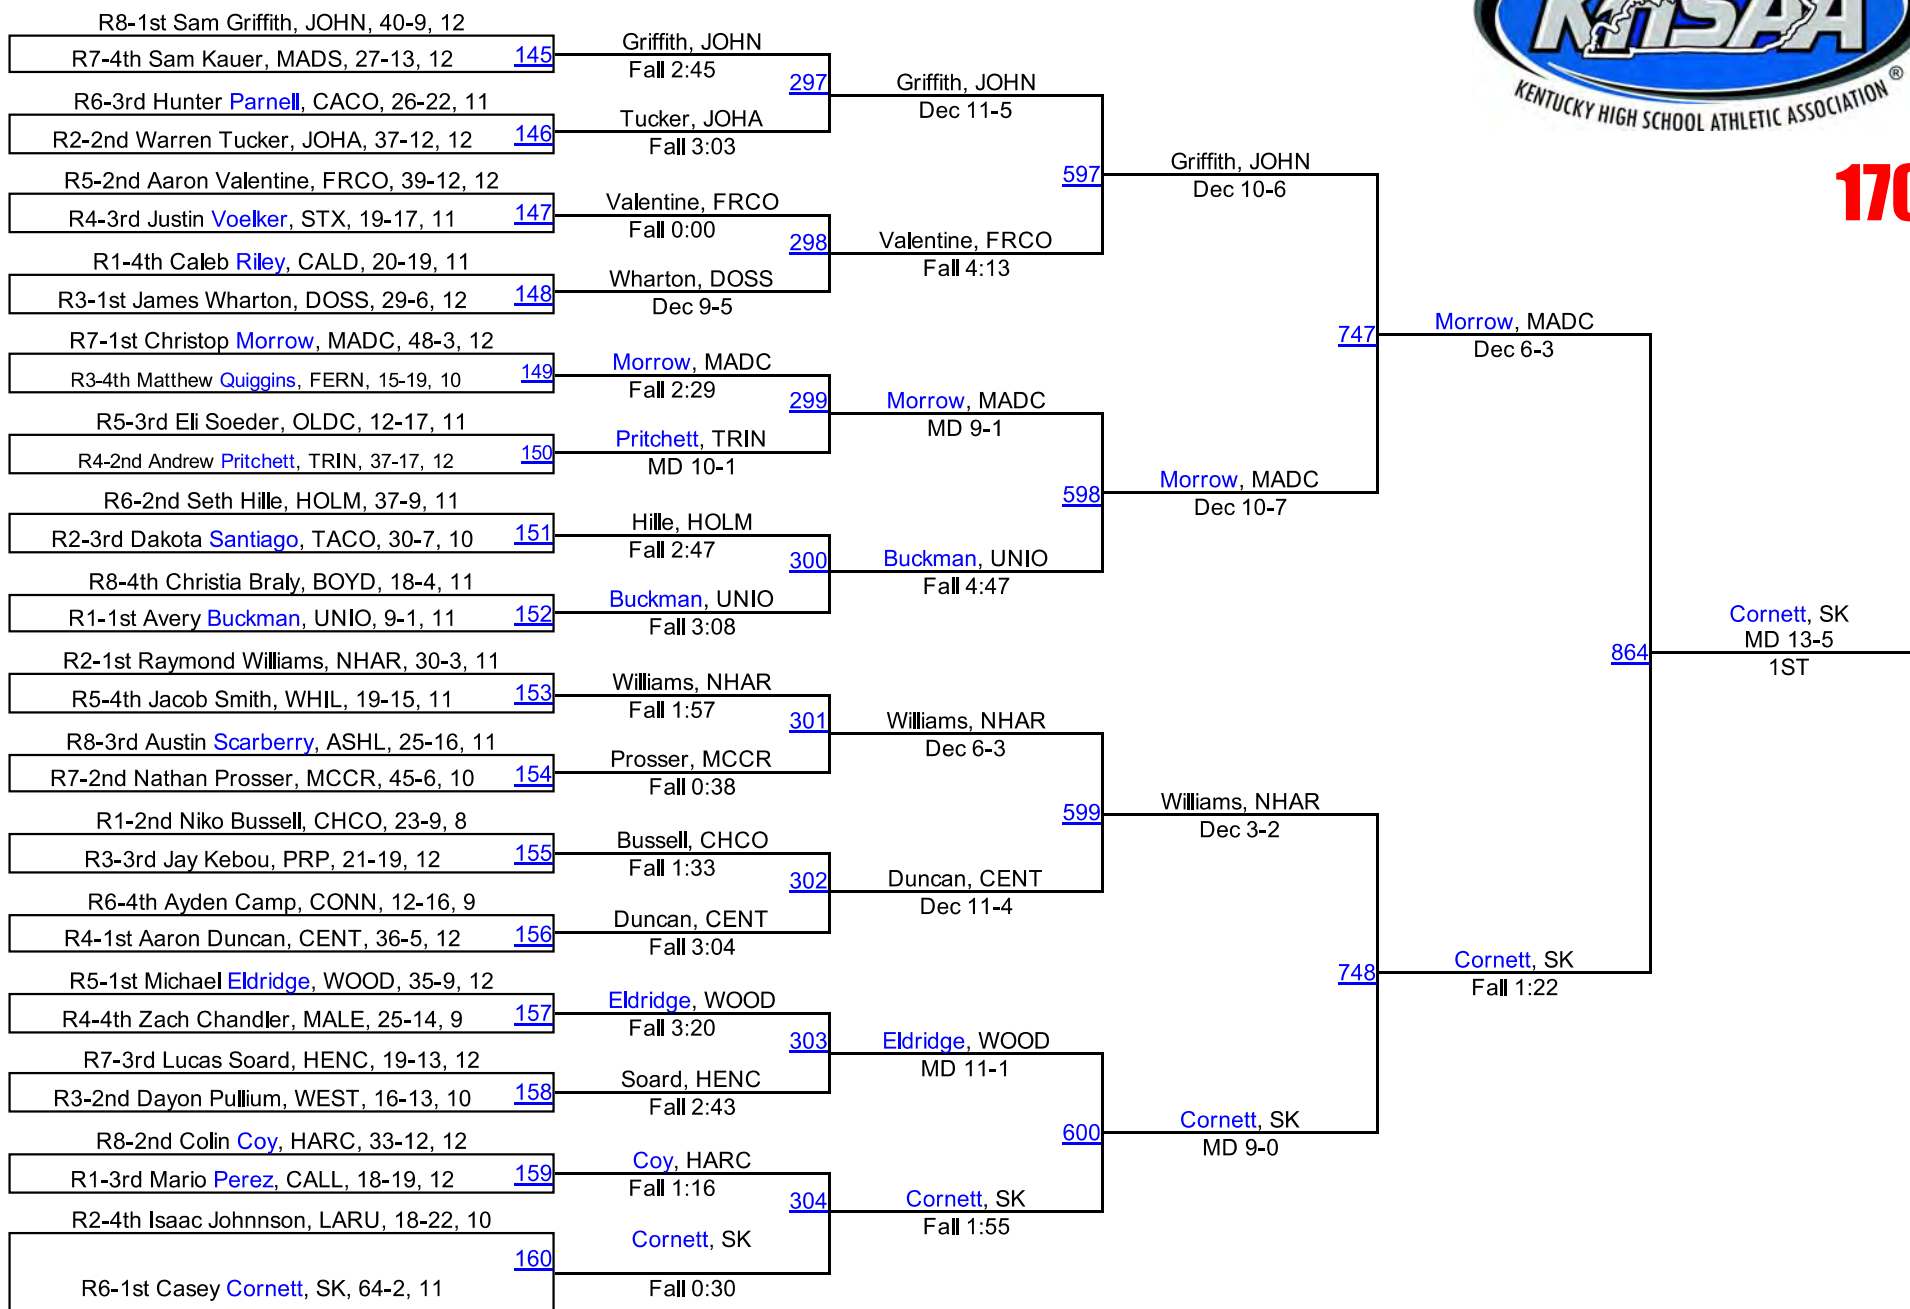 R8-1st Sam Griffith, JOHN, 40-9, 12
R7-4th Sam Kauer, MADS, 27-13, 12
145
R6-3rd Hunter Parnell, CACO, 26-22, 11
R2-2nd Warren Tucker, JOHA, 37-12, 12
146
R5-2nd Aaron Valentine, FRCO, 39-12, 12
R4-3rd Justin Voelker, STX, 19-17, 11
147
R1-4th Caleb Riley, CALD, 20-19, 11
R3-1st James Wharton, DOSS, 29-6, 12
148
R7-1st Christop Morrow, MADC, 48-3, 12
R3-4th Matthew Quiggins, FERN, 15-19, 10
149
R5-3rd Eli Soeder, OLDC, 12-17, 11
R4-2nd Andrew Pritchett, TRIN, 37-17, 12
150
R6-2nd Seth Hille, HOLM, 37-9, 11
R2-3rd Dakota Santiago, TACO, 30-7, 10
151
R8-4th Christia Braly, BOYD, 18-4, 11
R1-1st Avery Buckman, UNIO, 9-1, 11
152
R2-1st Raymond Williams, NHAR, 30-3, 11
R5-4th Jacob Smith, WHIL, 19-15, 11
153
R8-3rd Austin Scarberry, ASHL, 25-16, 11
R7-2nd Nathan Prosser, MCCR, 45-6, 10
154
R1-2nd Niko Bussell, CHCO, 23-9, 8
R3-3rd Jay Kebou, PRP, 21-19, 12
155
R6-4th Ayden Camp, CONN, 12-16, 9
R4-1st Aaron Duncan, CENT, 36-5, 12
156
R5-1st Michael Eldridge, WOOD, 35-9, 12
R4-4th Zach Chandler, MALE, 25-14, 9
157
R7-3rd Lucas Soard, HENC, 19-13, 12
R3-2nd Dayon Pullium, WEST, 16-13, 10
158
R8-2nd Colin Coy, HARC, 33-12, 12
R1-3rd Mario Perez, CALL, 18-19, 12
159
R2-4th Isaac Johnnson, LARU, 18-22, 10
160
R6-1st Casey Cornett, SK, 64-2, 11
Griffith, JOHN
Fall 2:45
297
Tucker, JOHA
Fall 3:03
Valentine, FRCO
Fall 0:00
298
Wharton, DOSS
Dec 9-5
Morrow, MADC
Fall 2:29
299
Pritchett, TRIN
MD 10-1
Hille, HOLM
Fall 2:47
300
Buckman, UNIO
Fall 3:08
Williams, NHAR
Fall 1:57
301
Prosser, MCCR
Fall 0:38
Bussell, CHCO
Fall 1:33
302
Duncan, CENT
Fall 3:04
Eldridge, WOOD
Fall 3:20
303
Soard, HENC
Fall 2:43
Coy, HARC
Fall 1:16
304
Cornett, SK
Fall 0:30
Griffith, JOHN
Dec 11-5
597
Valentine, FRCO
Fall 4:13
Morrow, MADC
MD 9-1
598
Buckman, UNIO
Fall 4:47
Williams, NHAR
Dec 6-3
599
Duncan, CENT
Dec 11-4
Eldridge, WOOD
MD 11-1
600
Cornett, SK
Fall 1:55
Griffith, JOHN
Dec 10-6
747
Morrow, MADC
Dec 10-7
Williams, NHAR
Dec 3-2
748
Cornett, SK
MD 9-0
Morrow, MADC
Dec 6-3
864
Cornett, SK
Fall 1:22
Cornett, SK
MD 13-5
1ST
KHSAA
KENTUCKY HIGH SCHOOL ATHLETIC ASSOCIATION ®
170